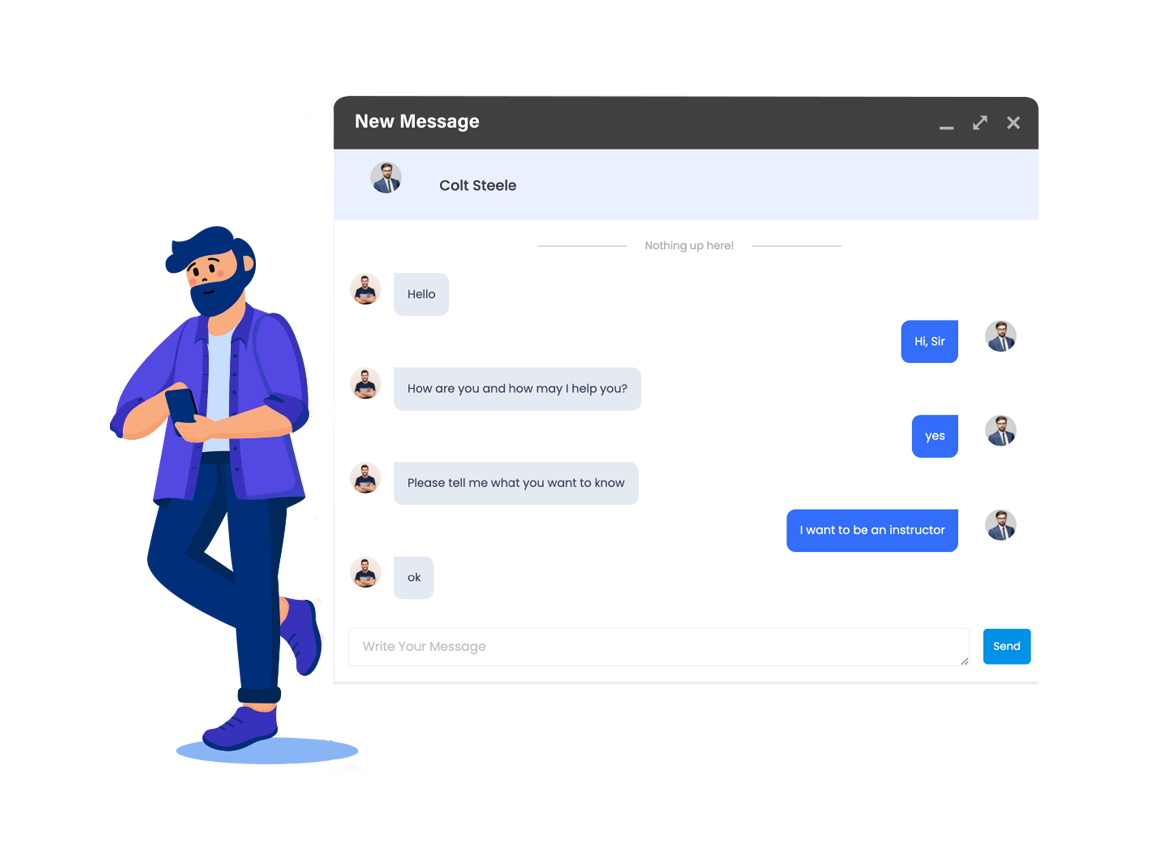 New Message
Colt Steele
Nothing up here!
Hello
Hi, Sir
How are you and how may I help you?
yes
Please tell me what you want to know
I want to be an instructor
ok
Write Your Message
Send